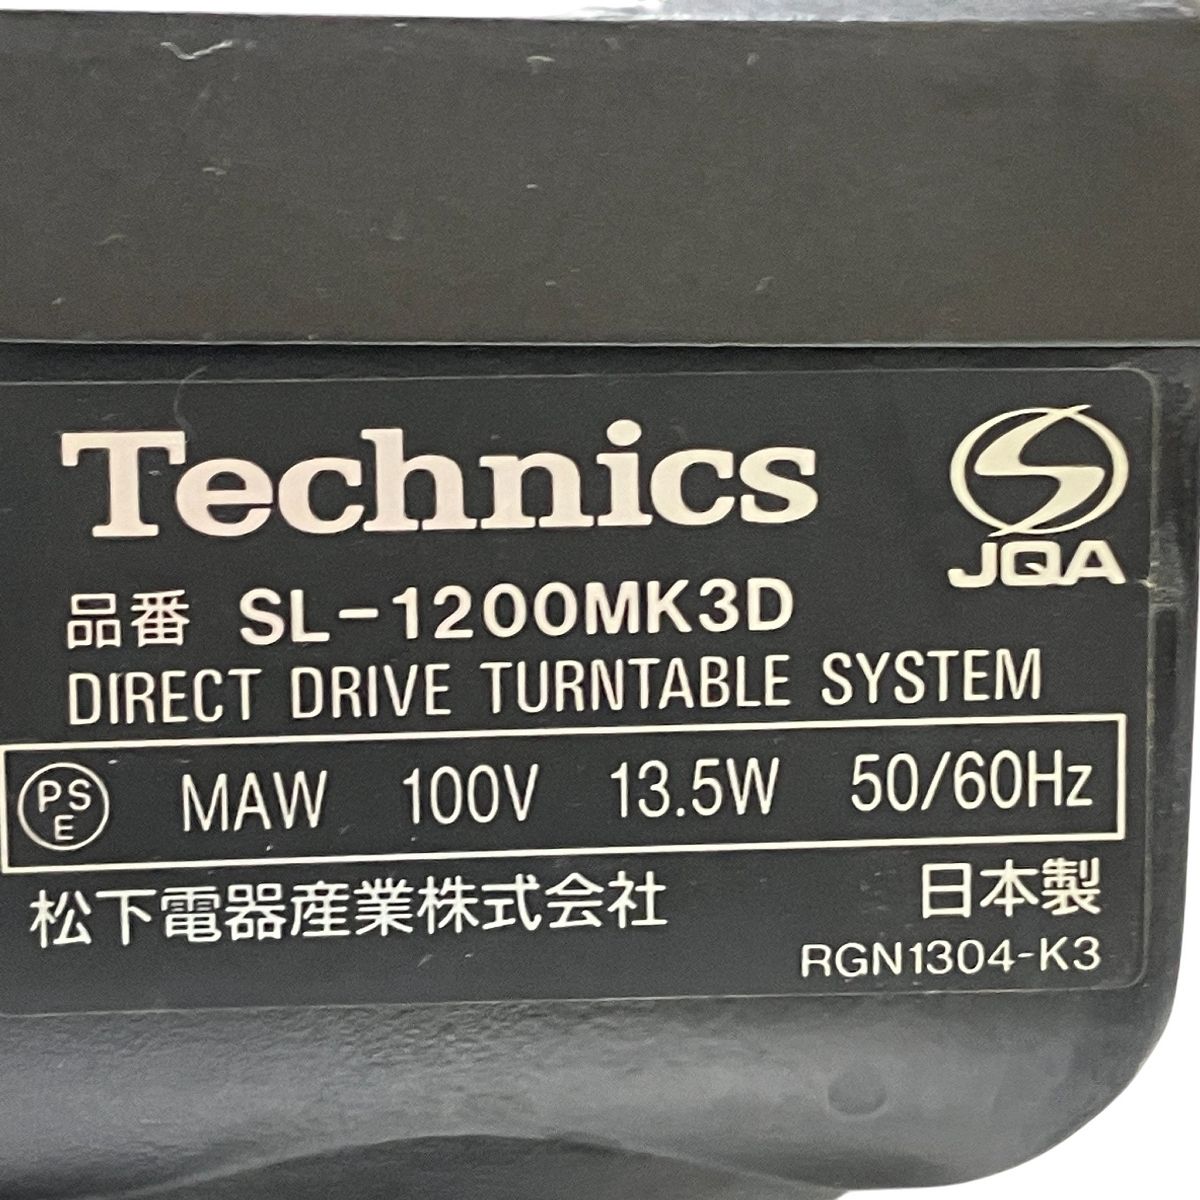 Technics
JQA
品番 SL-1200MK3D
DIRECT DRIVE TURNTABLE SYSTEM
PSE MAW 100V 13.5W 50/60Hz
松下電器産業株式会社 日本製
RGN1304-K3